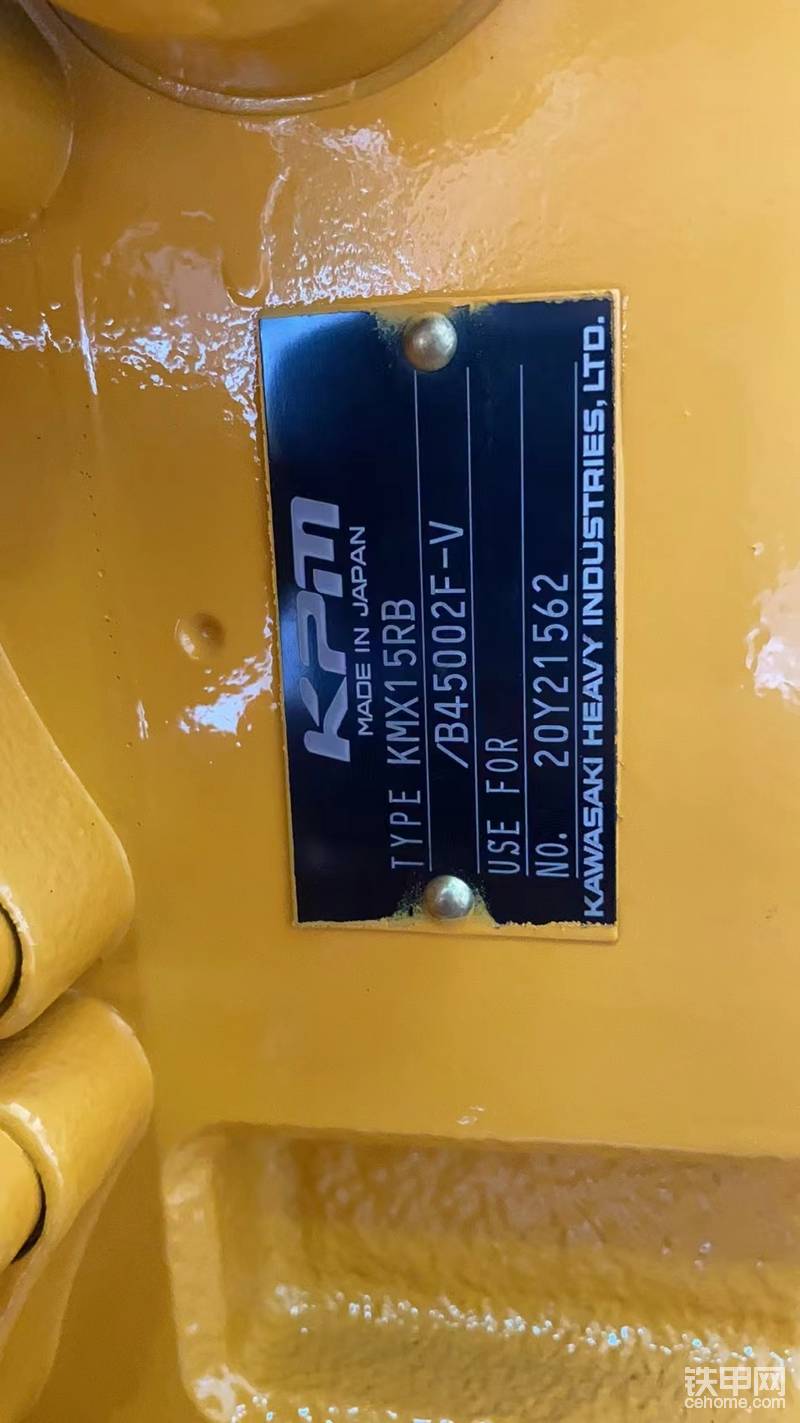 KPM
MADE IN JAPAN
TYPE KMX15RB
/B45002F-V
USE FOR
NO. 20Y21562
KAWASAKI HEAVY INDUSTRIES, LTD.
铁甲网
cehome.com